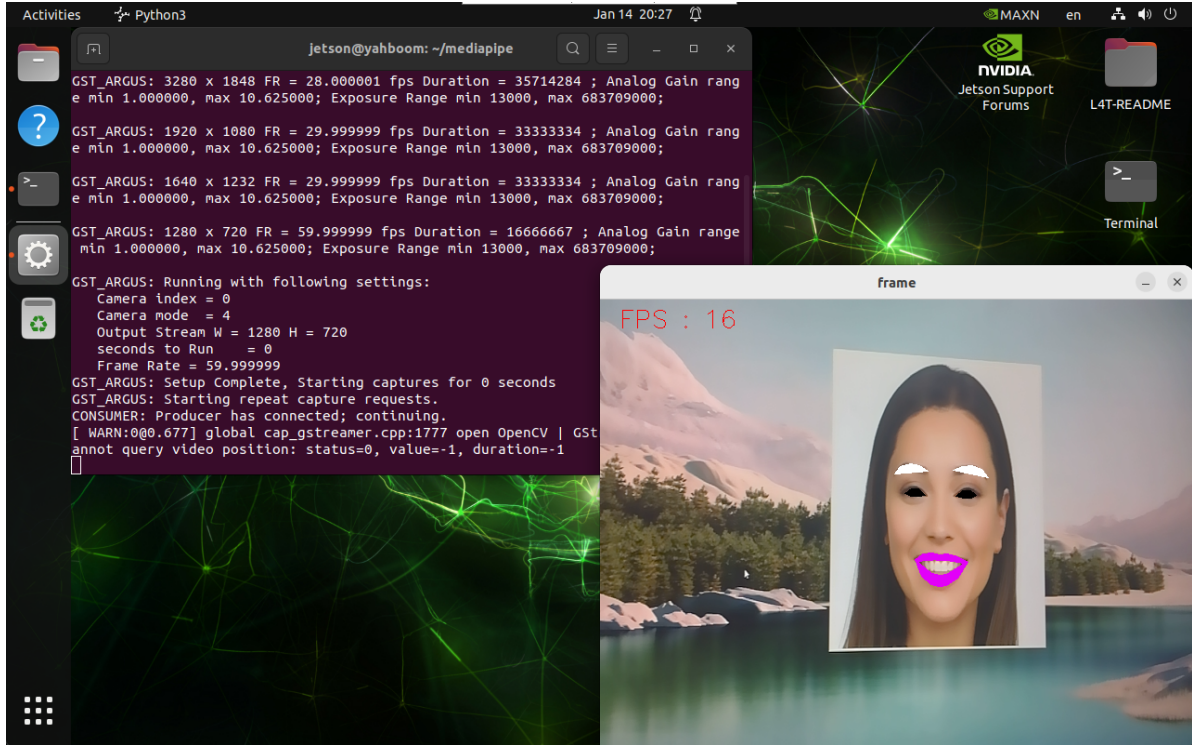 Activities
Python3
Jan 14 20:27
MAXN
en
jetson@yahboom: ~/mediapipe
GST_ARGUS: 3280 x 1848 FR = 28.000001 fps Duration = 35714284 ; Analog Gain rang
e min 1.000000, max 10.625000; Exposure Range min 13000, max 683709000;
GST_ARGUS: 1920 x 1080 FR = 29.999999 fps Duration = 33333334 ; Analog Gain rang
e min 1.000000, max 10.625000; Exposure Range min 13000, max 683709000;
GST_ARGUS: 1640 x 1232 FR = 29.999999 fps Duration = 33333334 ; Analog Gain rang
e min 1.000000, max 10.625000; Exposure Range min 13000, max 683709000;
GST_ARGUS: 1280 x 720 FR = 59.999999 fps Duration = 16666667 ; Analog Gain range
 min 1.000000, max 10.625000; Exposure Range min 13000, max 683709000;
GST_ARGUS: Running with following settings:
   Camera index = 0
   Camera mode  = 4
   Output Stream W = 1280 H = 720
   seconds to Run    = 0
   Frame Rate = 59.999999
GST_ARGUS: Setup Complete, Starting captures for 0 seconds
GST_ARGUS: Starting repeat capture requests.
CONSUMER: Producer has connected; continuing.
[ WARN:0@0.677] global cap_gstreamer.cpp:1777 open OpenCV | GSt
annot query video position: status=0, value=-1, duration=-1
NVIDIA.
Jetson Support
Forums
L4T-README
>_
Terminal
frame
FPS : 16